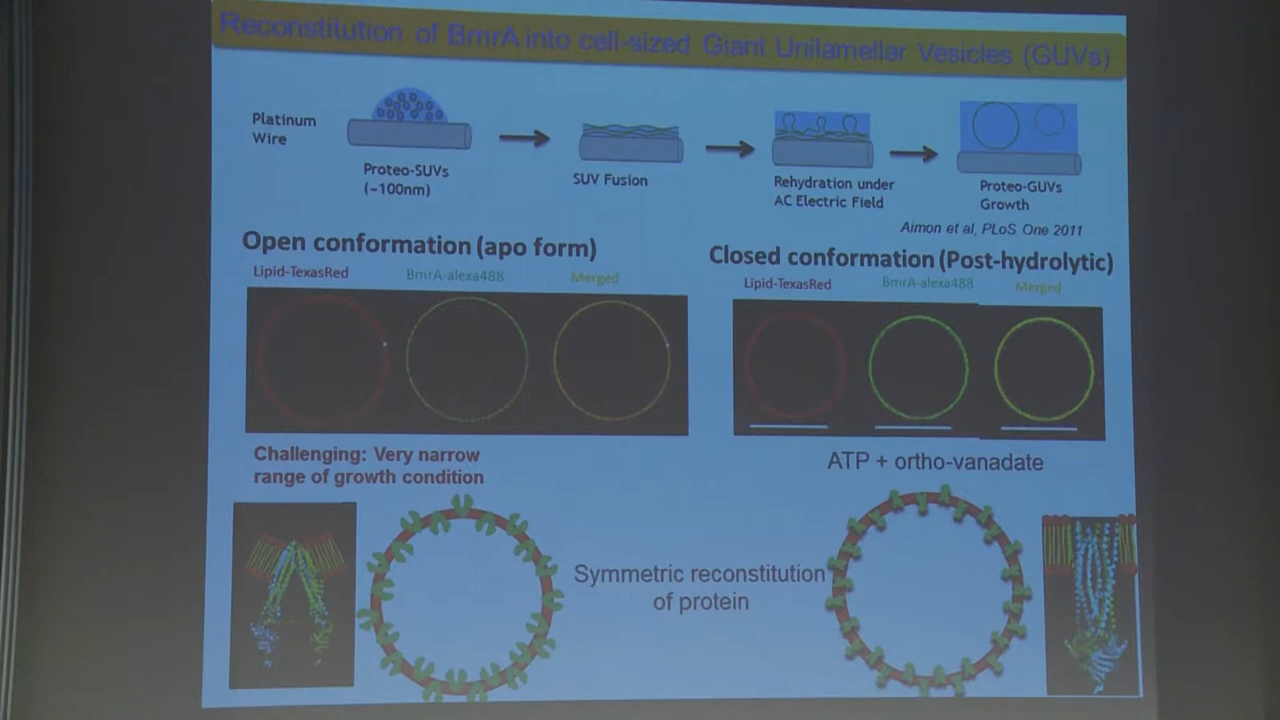 Reconstitution of BmrA into cell-sized Giant Unilamellar Vesicles (GUVs)
Platinum
Wire
Proteo-SUVs
(~100nm)
SUV Fusion
Rehydration under
AC Electric Field
Proteo-GUVs
Growth
Aimon et al, PLoS One 2011
Open conformation (apo form)
Lipid-TexasRed BmrA-alexa488 Merged
Closed conformation (Post-hydrolytic)
Lipid-TexasRed BmrA-alexa488 Merged
Challenging: Very narrow
range of growth condition
ATP + ortho-vanadate
Symmetric reconstitution
of protein